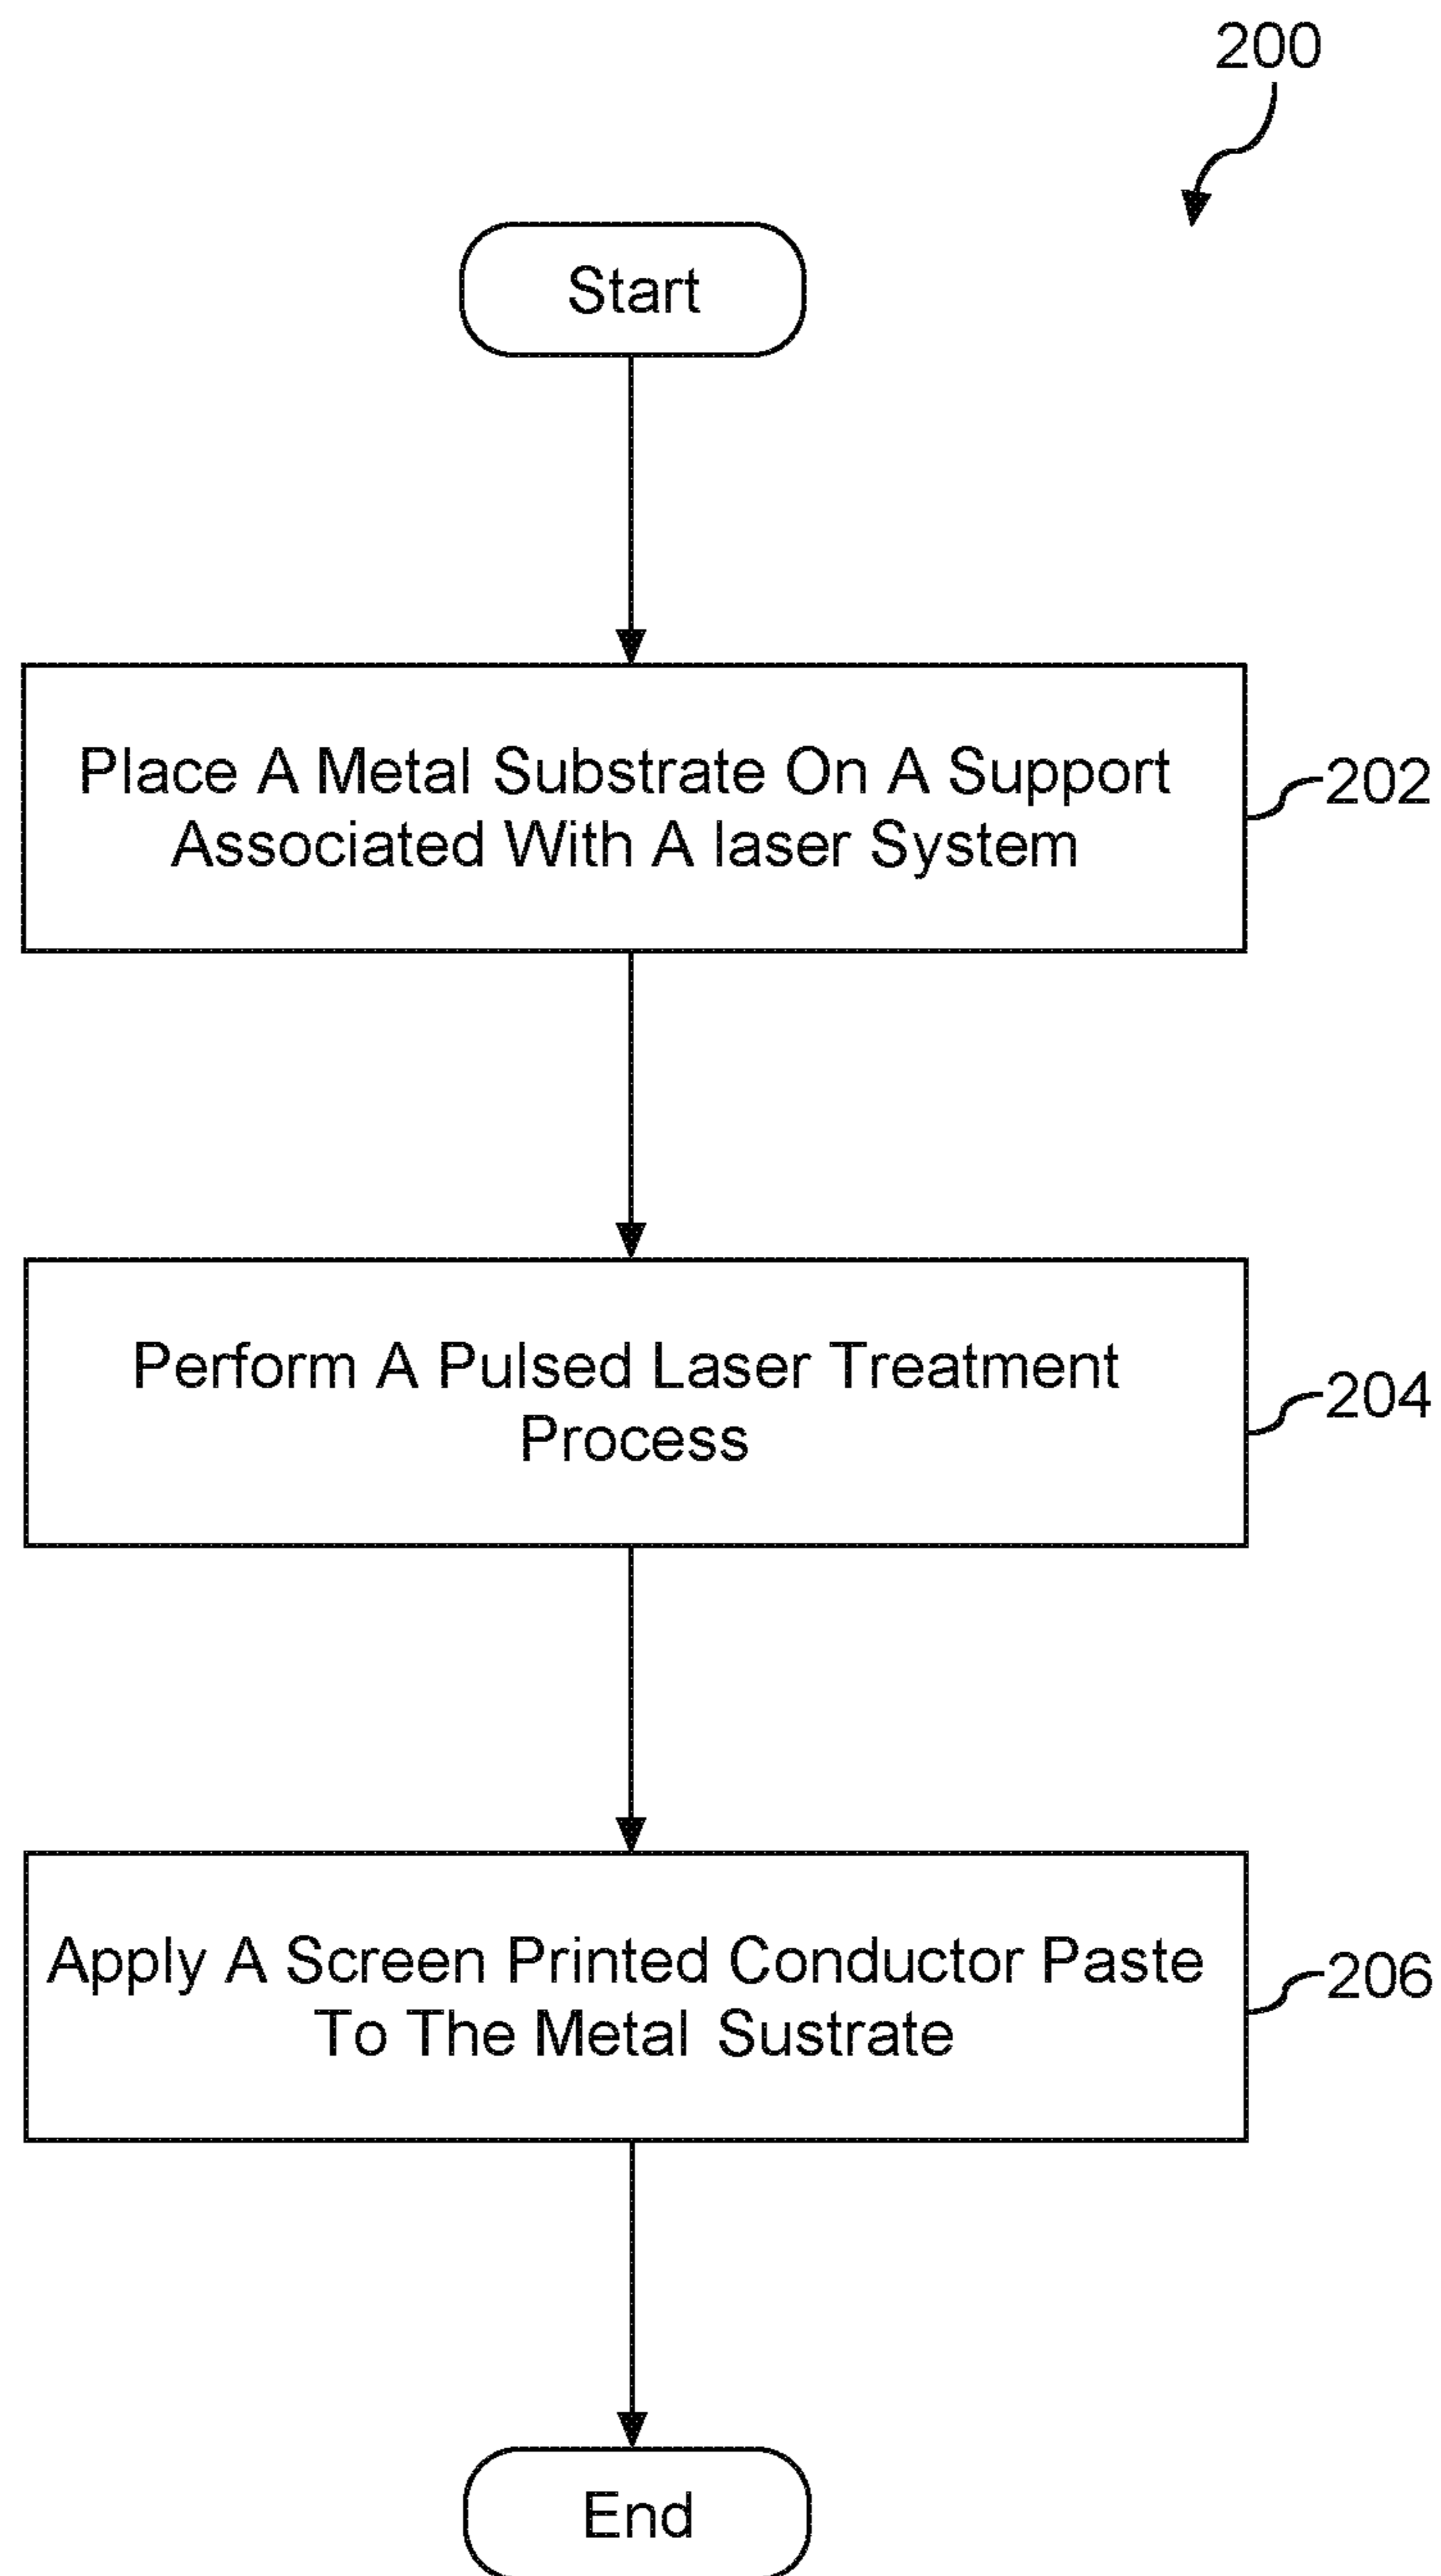 200
Start
Place A Metal Substrate On A Support
Associated With A laser System
202
Perform A Pulsed Laser Treatment
Process
204
Apply A Screen Printed Conductor Paste
To The Metal Sustrate
206
End